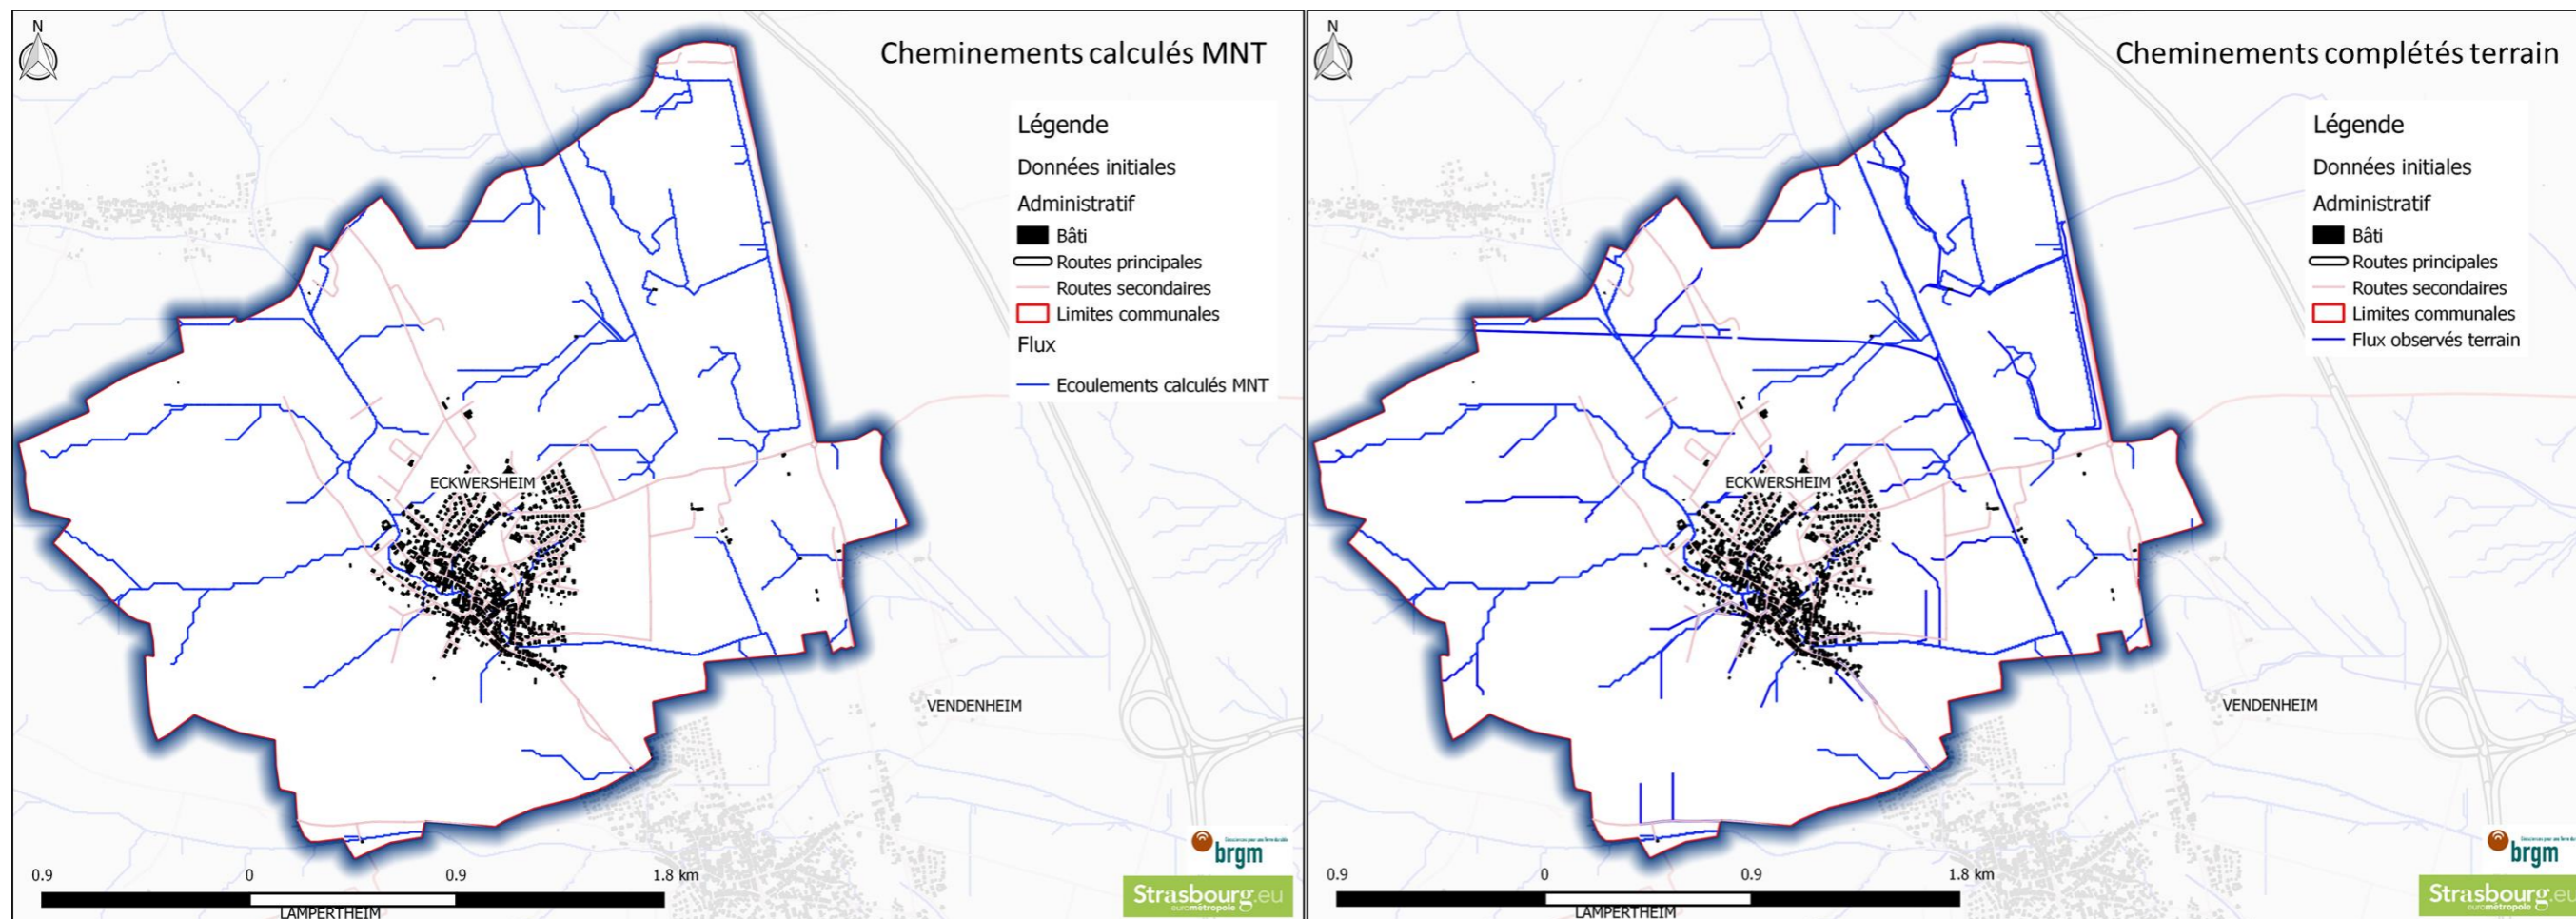 N
Cheminements calculés MNT
Légende
Données initiales
Administratif
Bâti
Routes principales
Routes secondaires
Limites communales
Flux
Ecoulements calculés MNT
ECKWERSHEIM
VENDENHEIM
brgm
0.9 0 0.9 1.8 km
Strasbourg.eu
eurométropole
LAMPERTHEIM
N
Cheminements complétés terrain
Légende
Données initiales
Administratif
Bâti
Routes principales
Routes secondaires
Limites communales
Flux observés terrain
ECKWERSHEIM
VENDENHEIM
brgm
0.9 0 0.9 1.8 km
Strasbourg.eu
eurométropole
LAMPERTHEIM